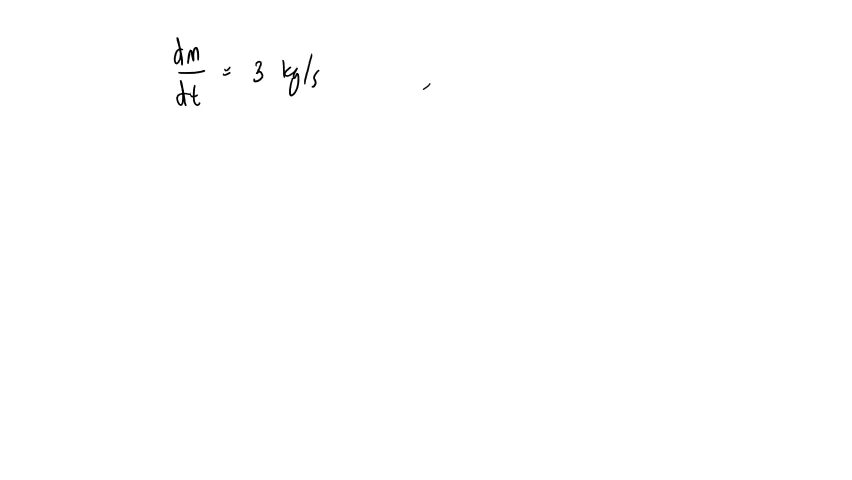 dm/dt = 3 kg/s